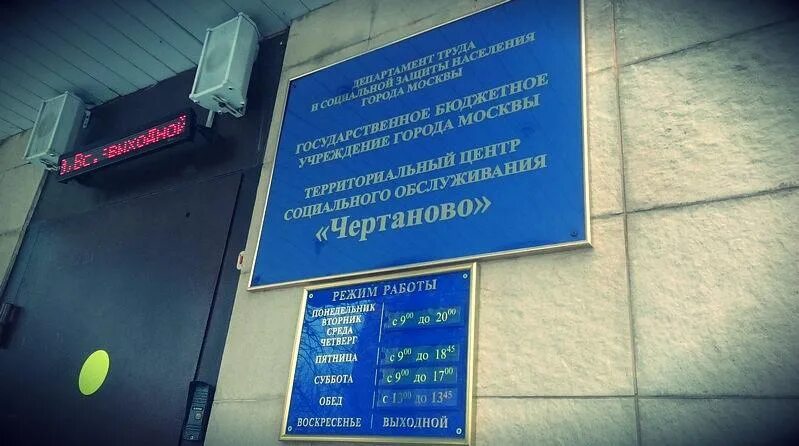 ДЕПАРТАМЕНТ ТРУДА
И СОЦИАЛЬНОЙ ЗАЩИТЫ НАСЕЛЕНИЯ
ГОРОДА МОСКВЫ
ГОСУДАРСТВЕННОЕ БЮДЖЕТНОЕ
УЧРЕЖДЕНИЕ ГОРОДА МОСКВЫ
ТЕРРИТОРИАЛЬНЫЙ ЦЕНТР
СОЦИАЛЬНОГО ОБСЛУЖИВАНИЯ
«Чертаново»
ВС.:ВЫХОДНОЙ
РЕЖИМ РАБОТЫ
ПОНЕДЕЛЬНИК
ВТОРНИК
СРЕДА
ЧЕТВЕРГ
с 9⁰⁰ до 20⁰⁰
ПЯТНИЦА с 9⁰⁰ до 18⁴⁵
СУББОТА с 9⁰⁰ до 17⁰⁰
ОБЕД с 13⁰⁰ до 13⁴⁵
ВОСКРЕСЕНЬЕ ВЫХОДНОЙ